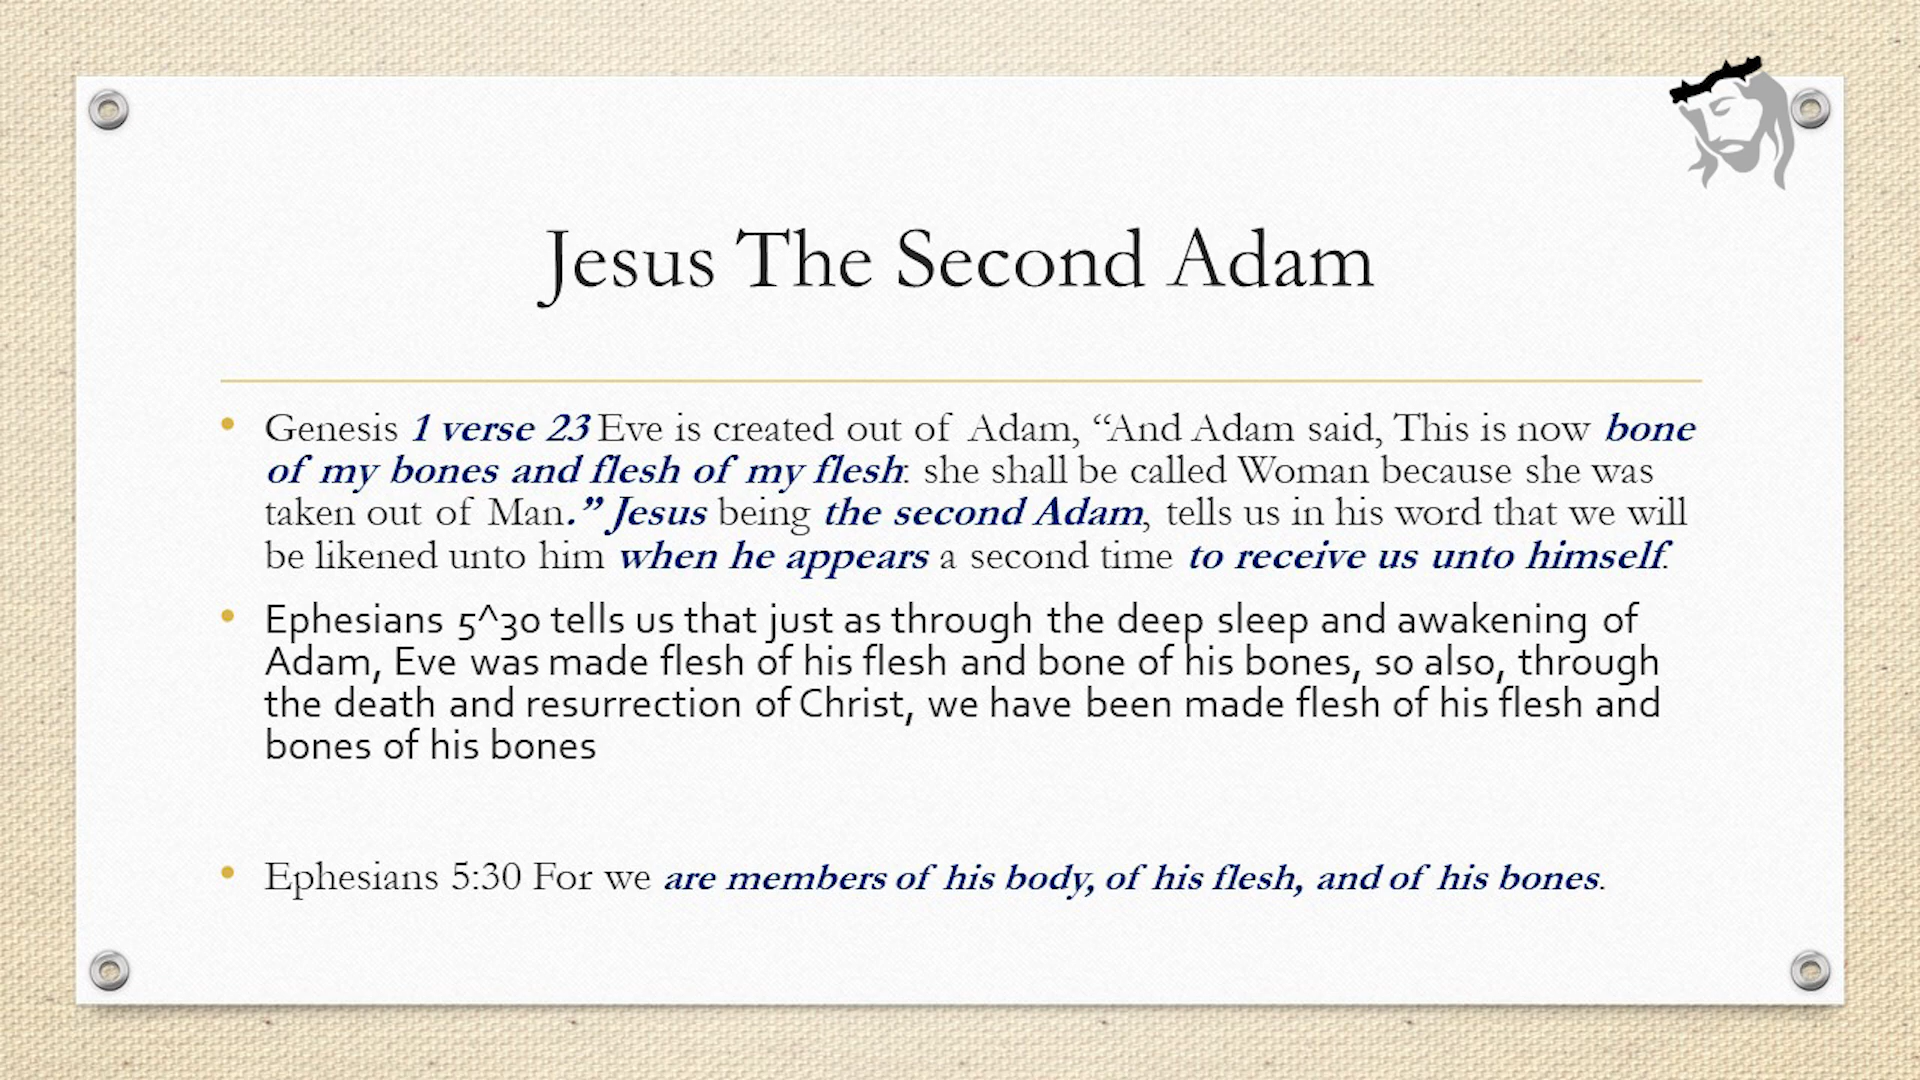 Jesus The Second Adam
• Genesis 1 verse 23 Eve is created out of Adam, “And Adam said, This is now bone
of my bones and flesh of my flesh: she shall be called Woman because she was
taken out of Man.” Jesus being the second Adam, tells us in his word that we will
be likened unto him when he appears a second time to receive us unto himself.
• Ephesians 5^30 tells us that just as through the deep sleep and awakening of
Adam, Eve was made flesh of his flesh and bone of his bones, so also, through
the death and resurrection of Christ, we have been made flesh of his flesh and
bones of his bones
• Ephesians 5:30 For we are members of his body, of his flesh, and of his bones.